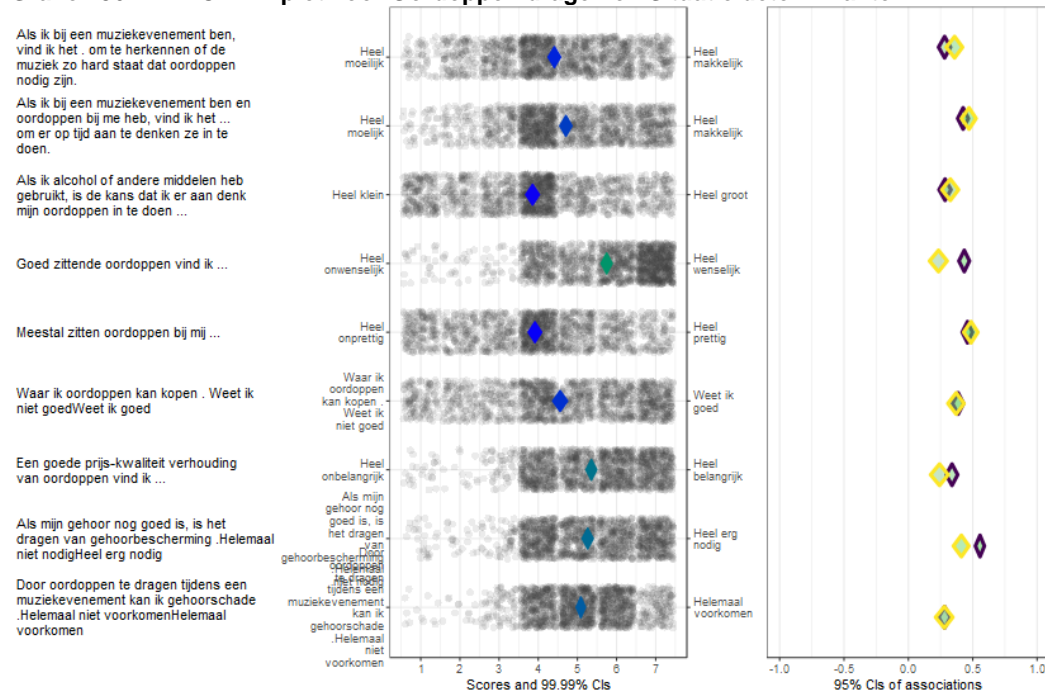 Als ik bij een muziekevenement ben,
vind ik het . om te herkennen of de
muziek zo hard staat dat oordoppen
nodig zijn.
Heel
moeilijk
Heel
makkelijk
Als ik bij een muziekevenement ben en
oordoppen bij me heb, vind ik het ...
om er op tijd aan te denken ze in te
doen.
Heel
moelijk
Heel
makkelijk
Als ik alcohol of andere middelen heb
gebruikt, is de kans dat ik er aan denk
mijn oordoppen in te doen ...
Heel klein
Heel groot
Goed zittende oordoppen vind ik ...
Heel
onwenselijk
Heel
wenselijk
Meestal zitten oordoppen bij mij ...
Heel
onprettig
Heel
prettig
Waar ik oordoppen kan kopen . Weet ik
niet goedWeet ik goed
Waar ik
oordoppen
kan kopen .
Weet ik
niet goed
Weet ik
goed
Een goede prijs-kwaliteit verhouding
van oordoppen vind ik ...
Heel
onbelangrijk
Heel
belangrijk
Als mijn gehoor nog goed is, is het
dragen van gehoorbescherming .Helemaal
niet nodigHeel erg nodig
Als mijn
gehoor nog
goed is, is
het dragen
van
gehoorbescherming
.Helemaal
niet nodig
Heel erg
nodig
Door oordoppen te dragen tijdens een
muziekevenement kan ik gehoorschade
.Helemaal niet voorkomenHelemaal
voorkomen
Door
oordoppen
te dragen
tijdens een
muziekevenement
kan ik
gehoorschade
.Helemaal
niet
voorkomen
Helemaal
voorkomen
1 2 3 4 5 6 7
Scores and 99.99% CIs
-1.0 -0.5 0.0 0.5 1.0
95% CIs of associations